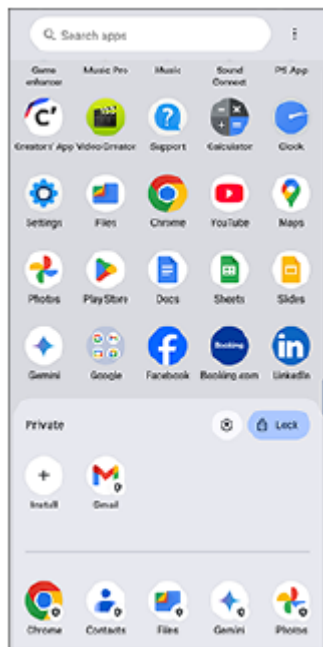 Search apps
Game enhancer Music Pro Music Sound Connect PS App
Creators' App Video Creator Support Calculator Clock
Settings Files Chrome YouTube Maps
Photos Play Store Docs Sheets Slides
Booking
Gemini Google Facebook Booking.com LinkedIn
Private Lock
Install Gmail
Chrome Contacts Files Gemini Photos